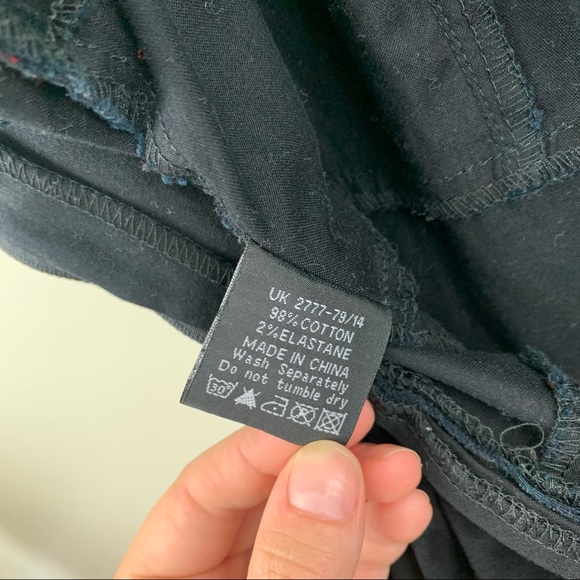 UK 2777-79/14
98% COTTON
2% ELASTANE
MADE IN CHINA
Wash Separately
Do not tumble dry
30°